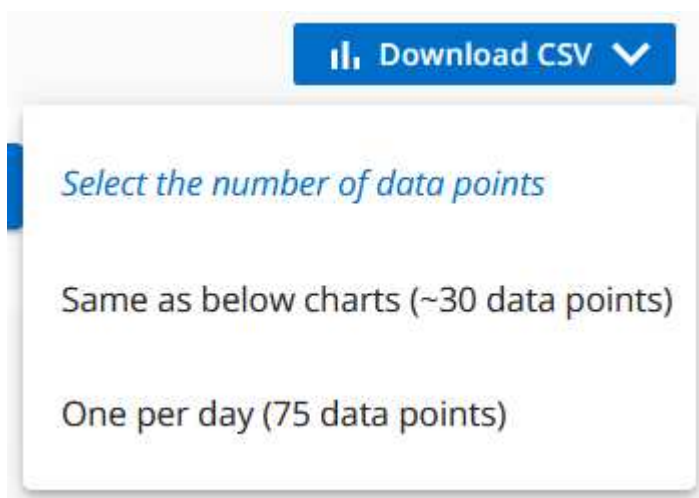 Download CSV
Select the number of data points
Same as below charts (~30 data points)
One per day (75 data points)